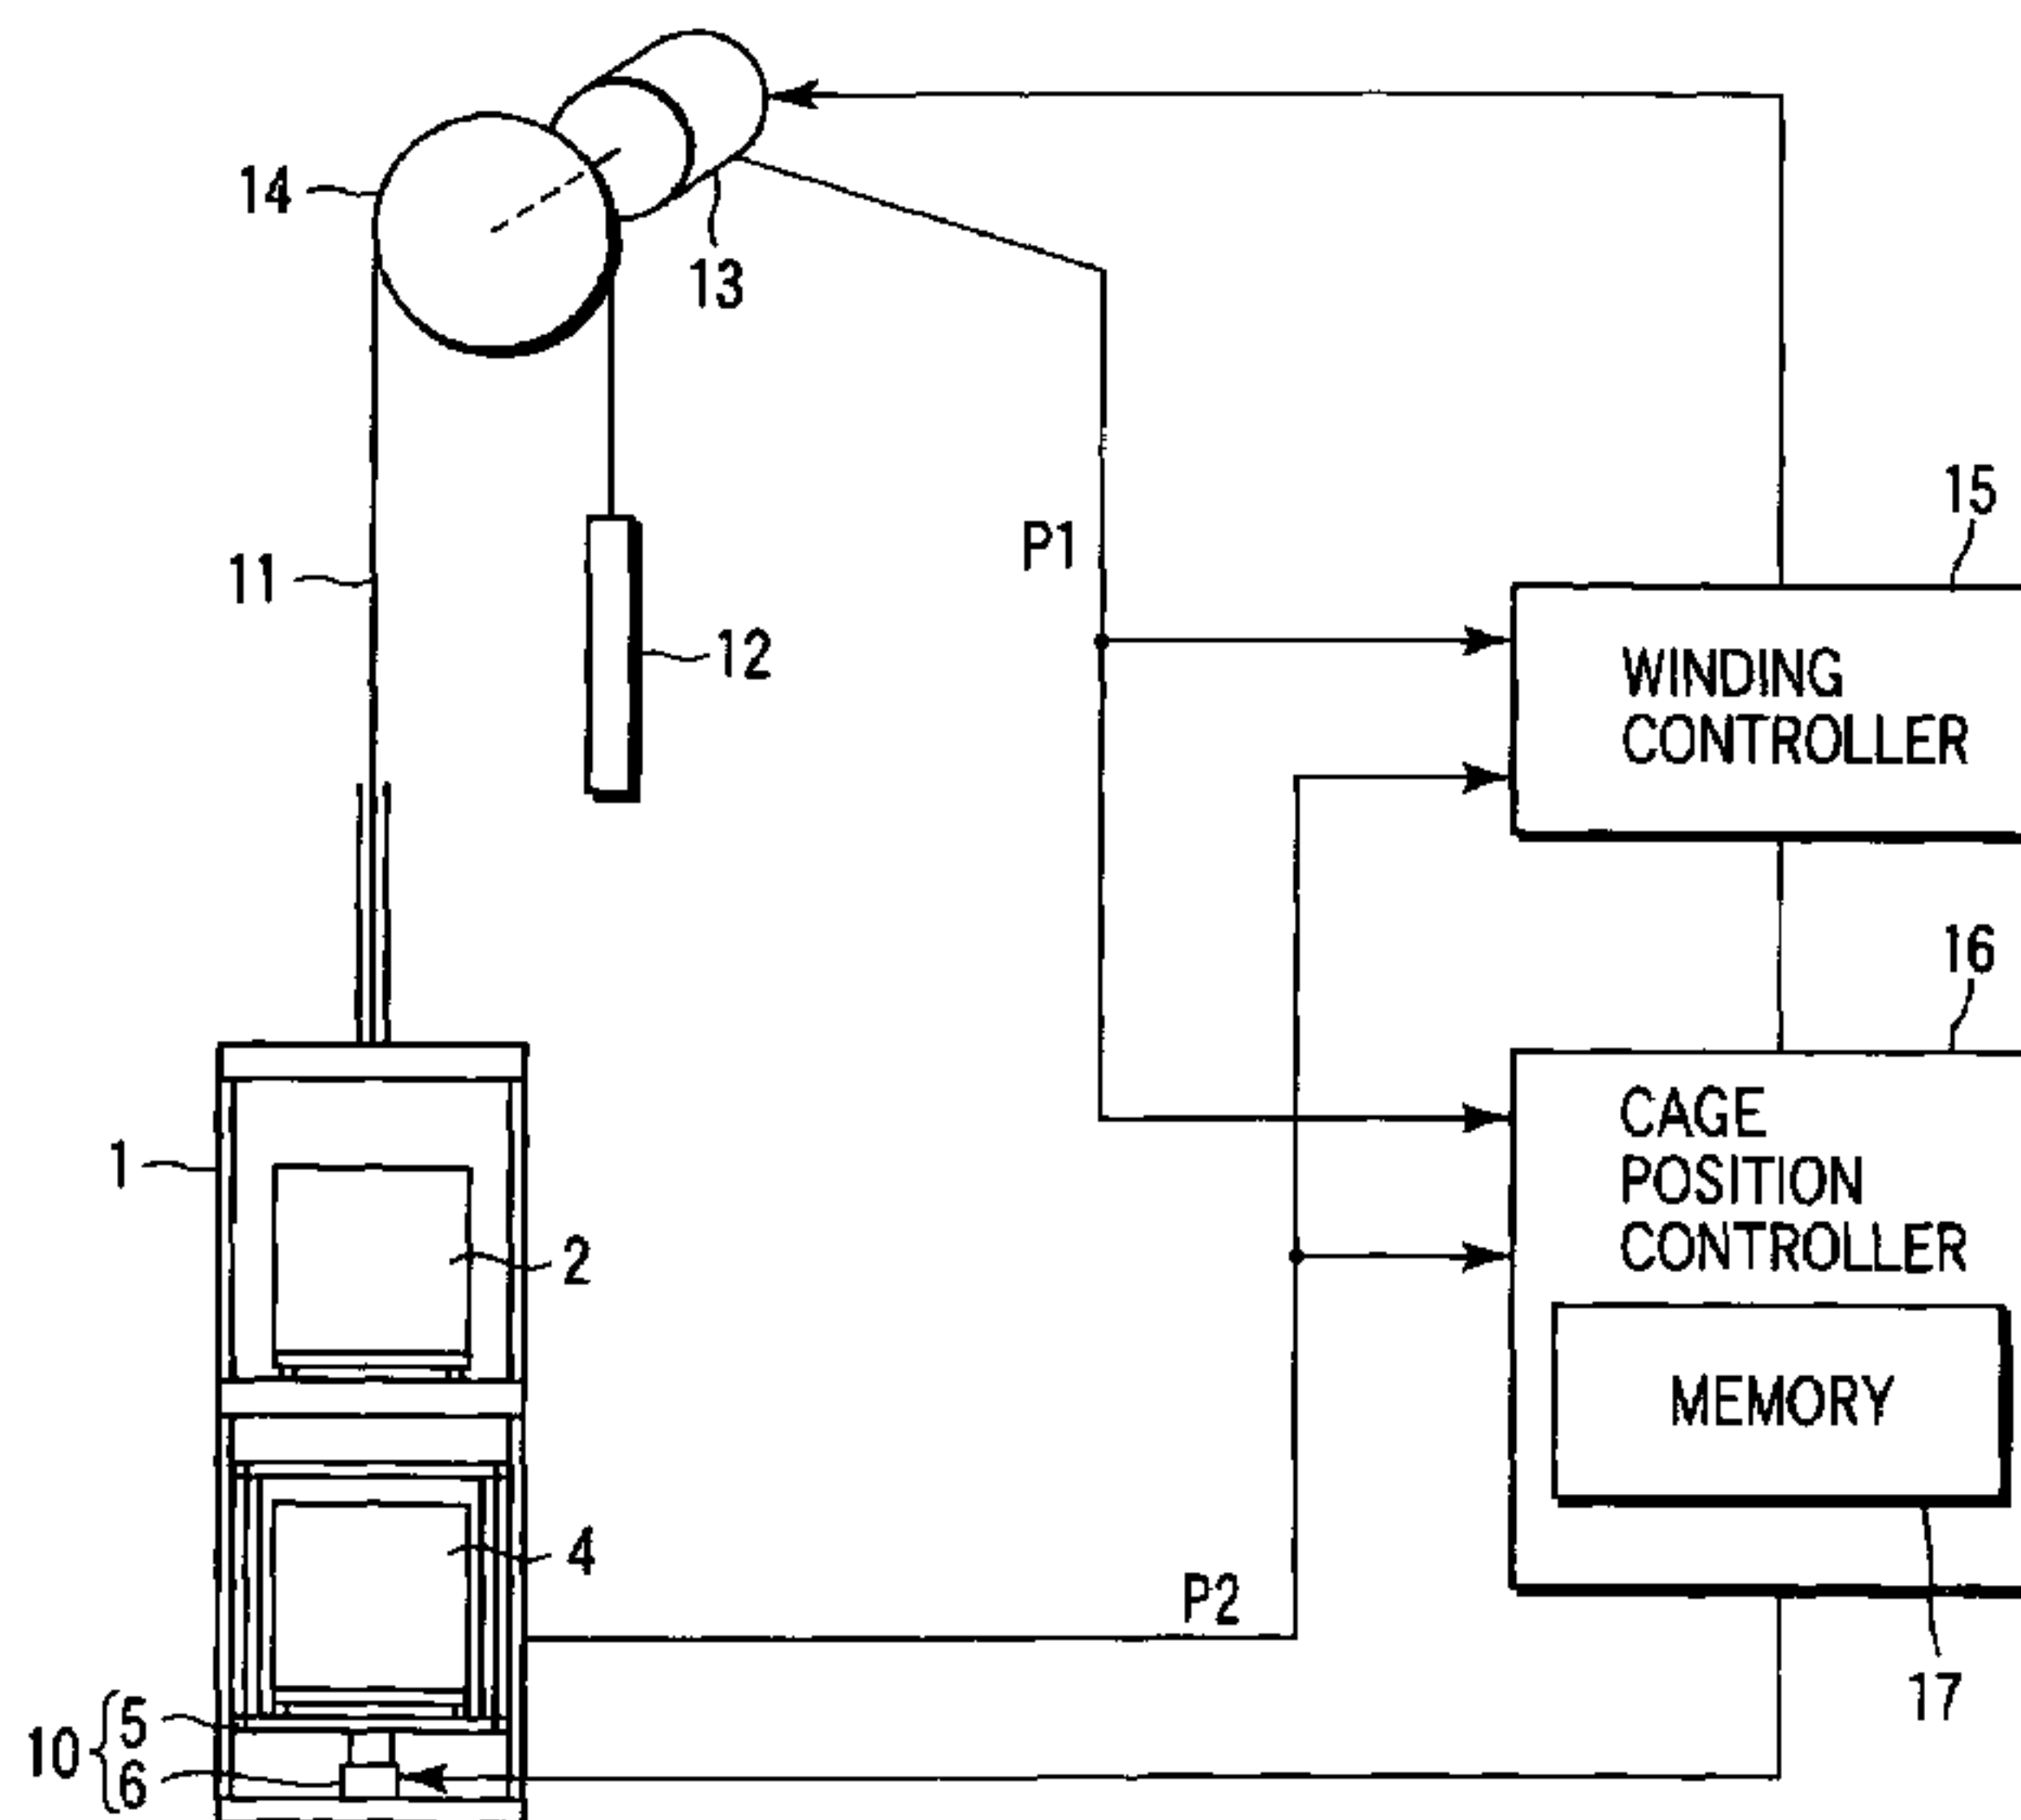 14
13
15
P1
11
12
WINDING
CONTROLLER
16
CAGE
POSITION
CONTROLLER
1
2
MEMORY
4
P2
17
10 { 5
6